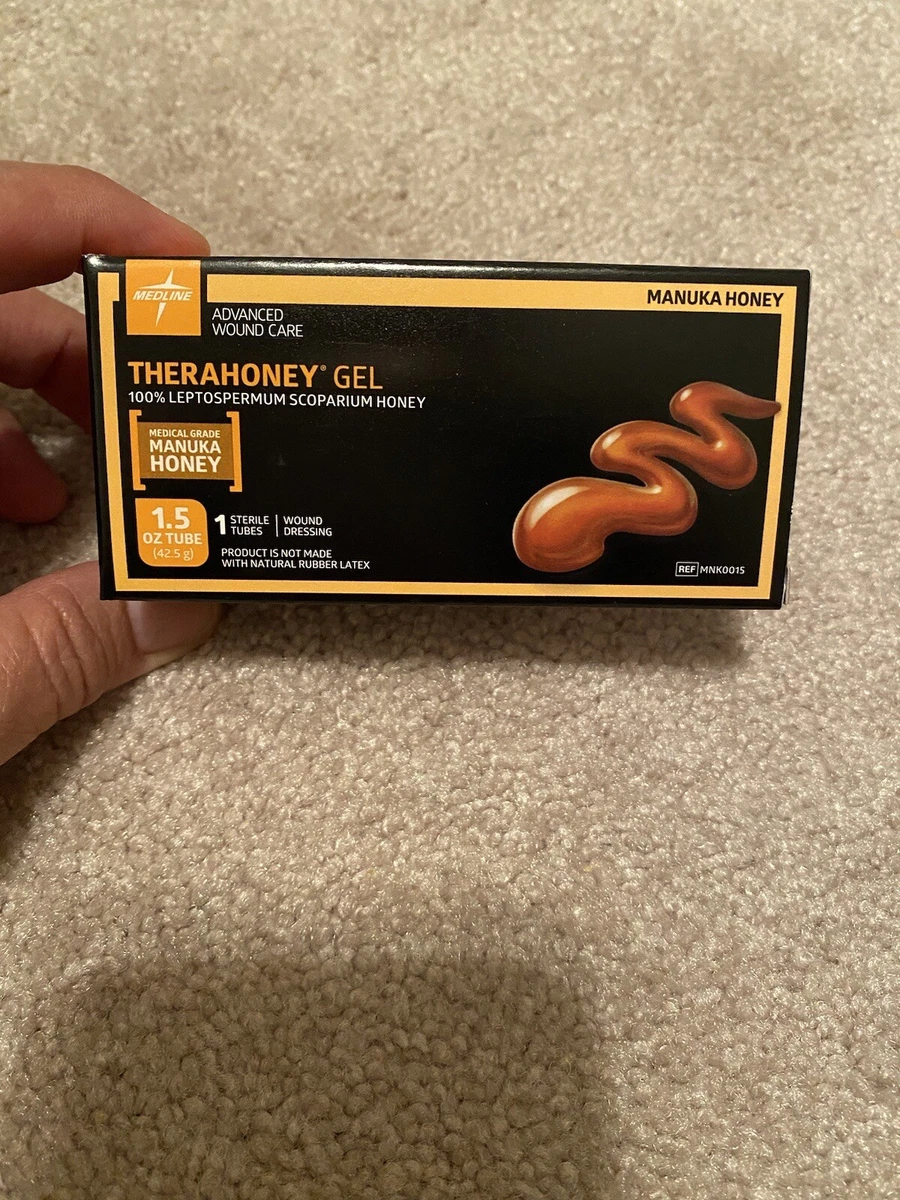 MEDLINE
ADVANCED
WOUND CARE
MANUKA HONEY
THERAHONEY® GEL
100% LEPTOSPERMUM SCOPARIUM HONEY
MEDICAL GRADE
MANUKA
HONEY
1.5
OZ TUBE
(42.5 g)
1 STERILE TUBES | WOUND DRESSING
PRODUCT IS NOT MADE
WITH NATURAL RUBBER LATEX
REF MNK0015